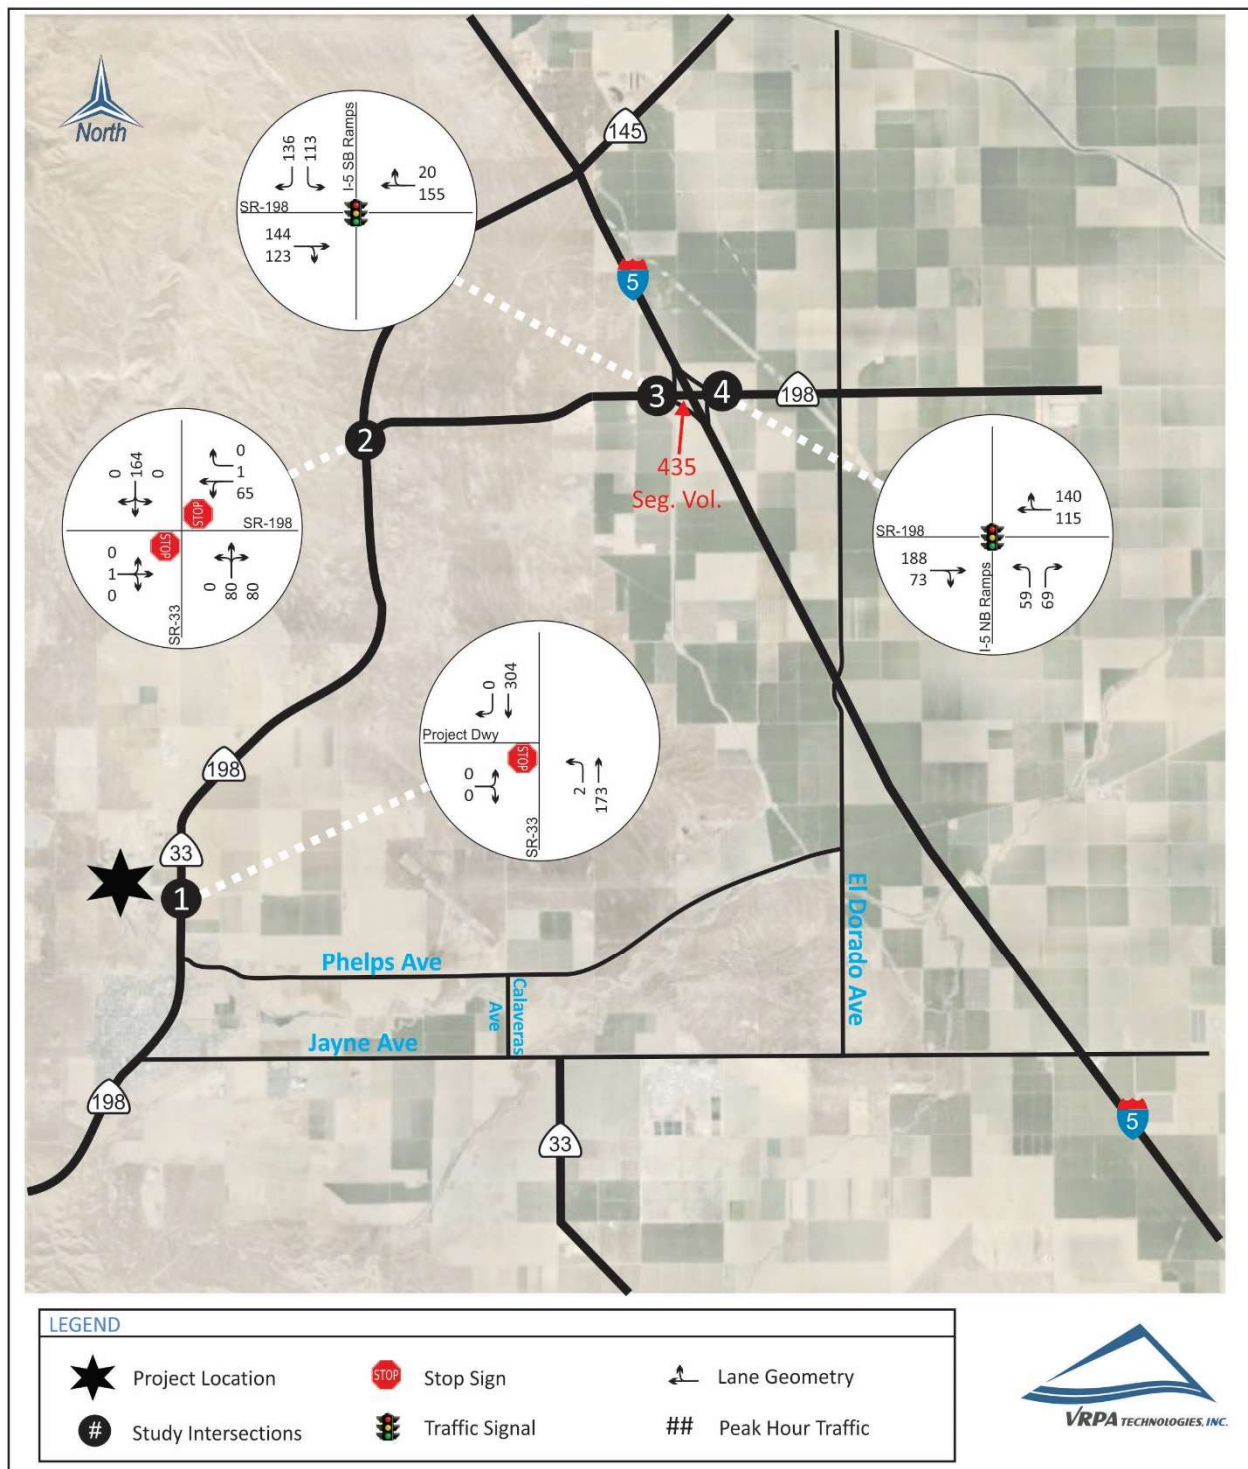 North
145
5
136
113
I-5 SB Ramps
20
155
SR-198
144
123
3
4
198
435
Seg. Vol.
2
0
164
0
0
1
65
STOP
SR-198
STOP
0
1
0
0
80
80
SR-33
140
115
SR-198
188
73
59
69
I-5 NB Ramps
0
304
Project Dwy
STOP
0
0
2
173
SR-33
198
33
1
El Dorado Ave
Phelps Ave
Calaveras
Ave
Jayne Ave
198
33
5
LEGEND
Project Location
STOP
Stop Sign
Lane Geometry
#
Study Intersections
Traffic Signal
##
Peak Hour Traffic
VRPA TECHNOLOGIES, INC.